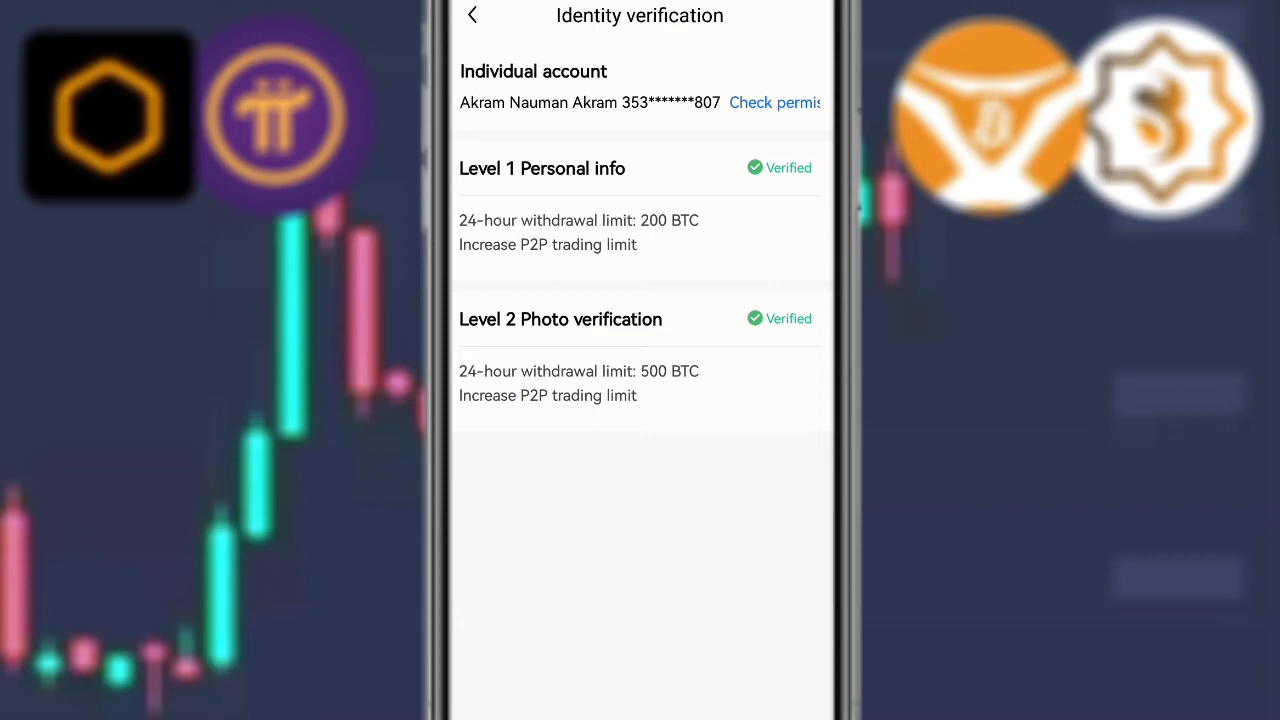 Identity verification
Individual account
Akram Nauman Akram 353*******807 Check permis
Level 1 Personal info
Verified
24-hour withdrawal limit: 200 BTC
Increase P2P trading limit
Level 2 Photo verification
Verified
24-hour withdrawal limit: 500 BTC
Increase P2P trading limit